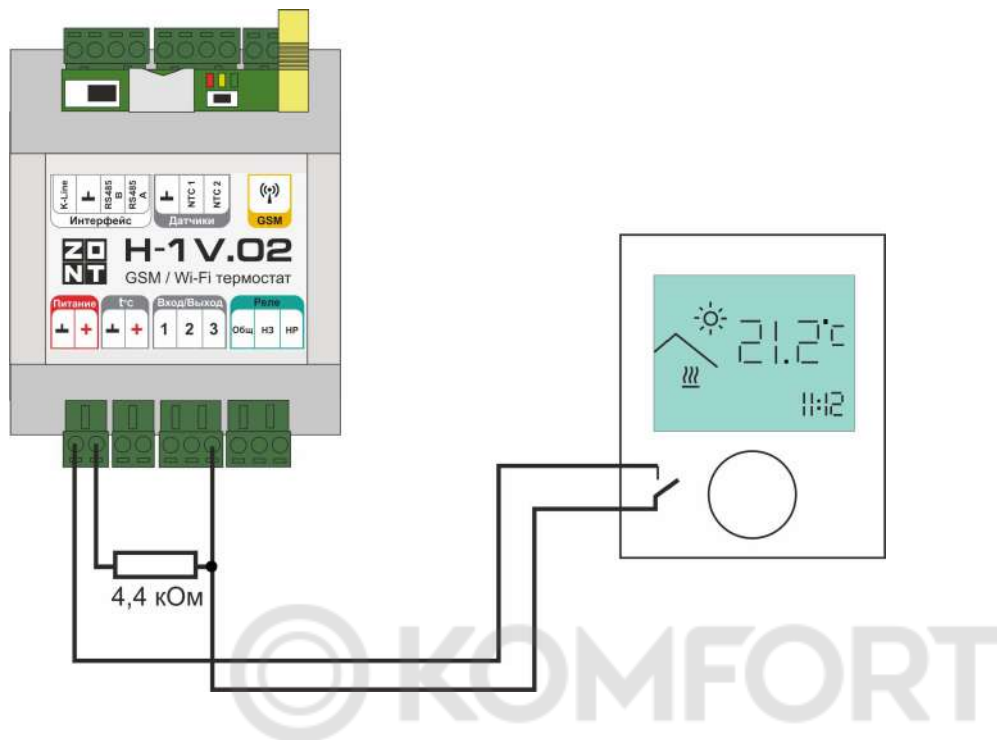 K-Line
RS485 B
RS485 A
NTC 1
NTC 2
Интерфейс
Датчики
GSM
ZONT
H-1V.02
GSM / Wi-Fi термостат
Питание
t°C
Вход/Выход
Реле
+
+
1
2
3
Общ
НЗ
НР
21.2°c
11:12
4,4 кОм
KOMFORT